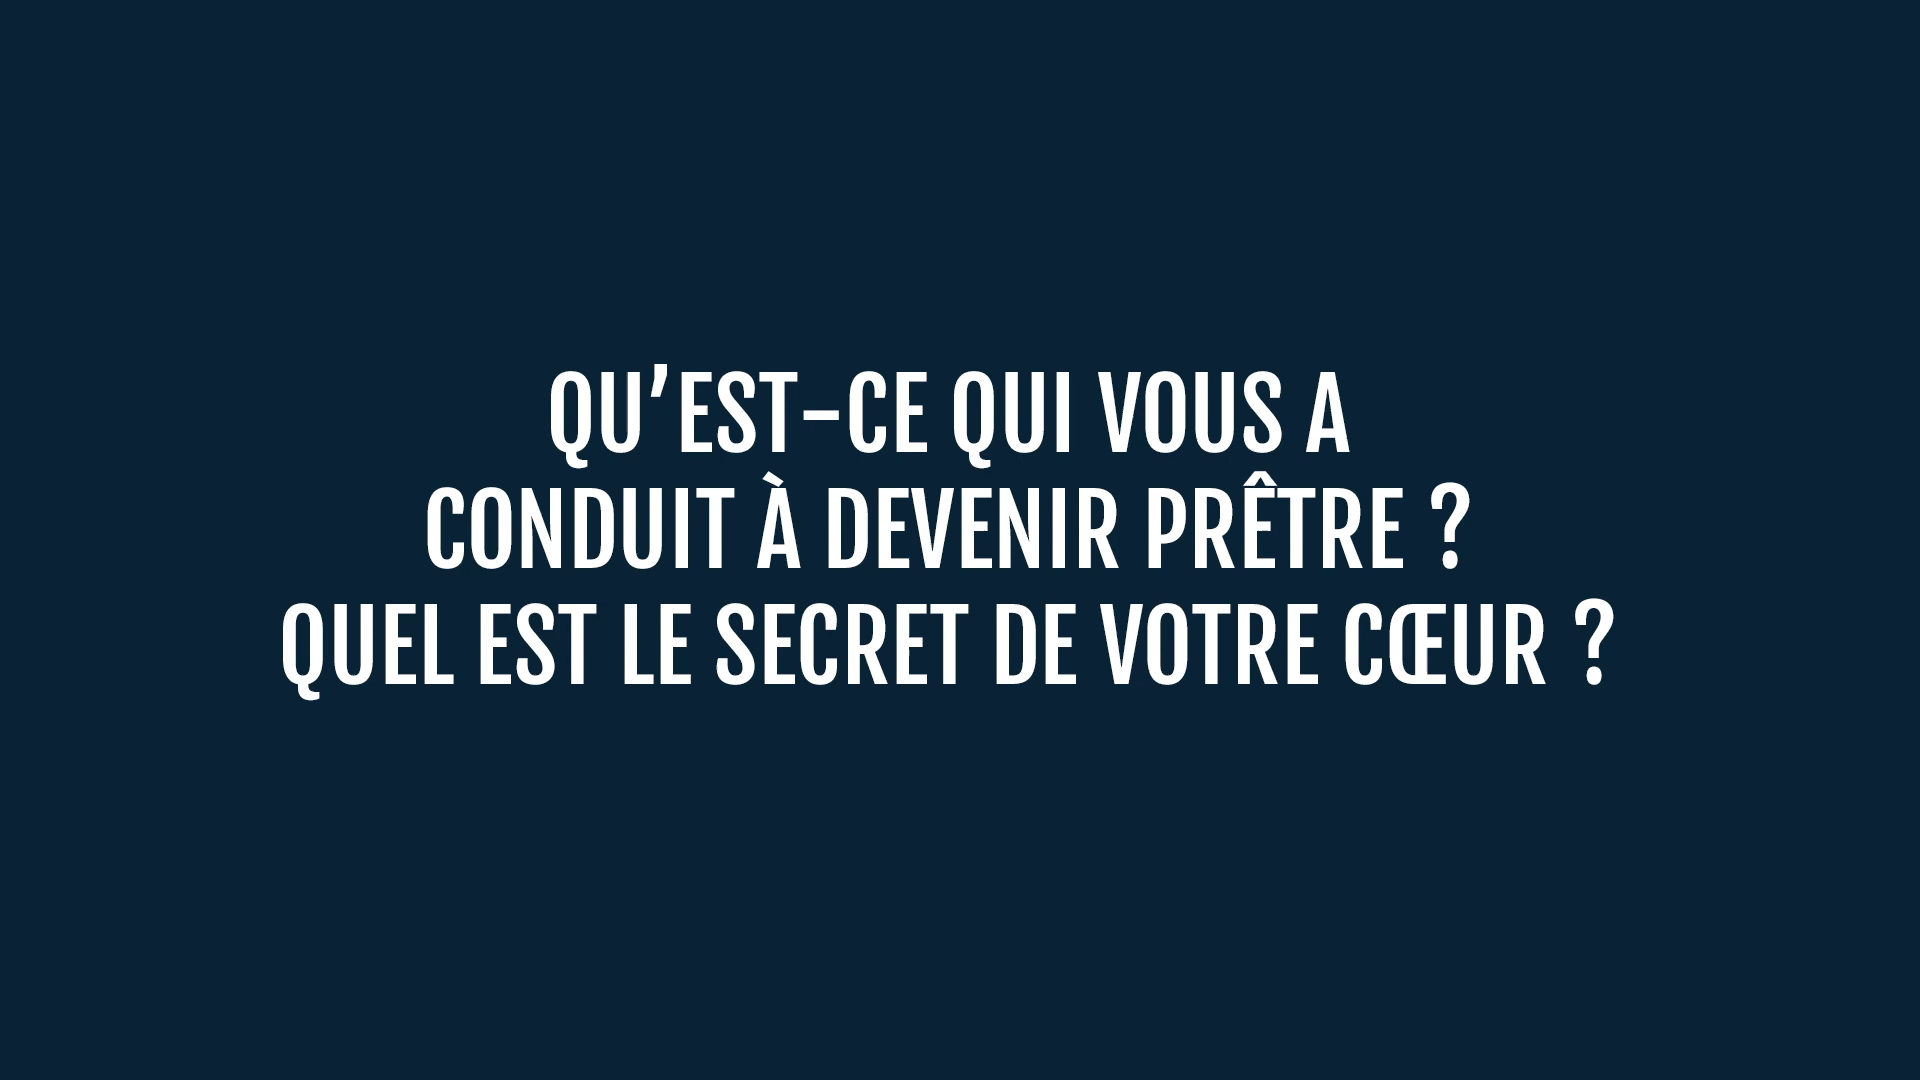 QU’EST-CE QUI VOUS A
CONDUIT À DEVENIR PRÊTRE ?
QUEL EST LE SECRET DE VOTRE CŒUR ?